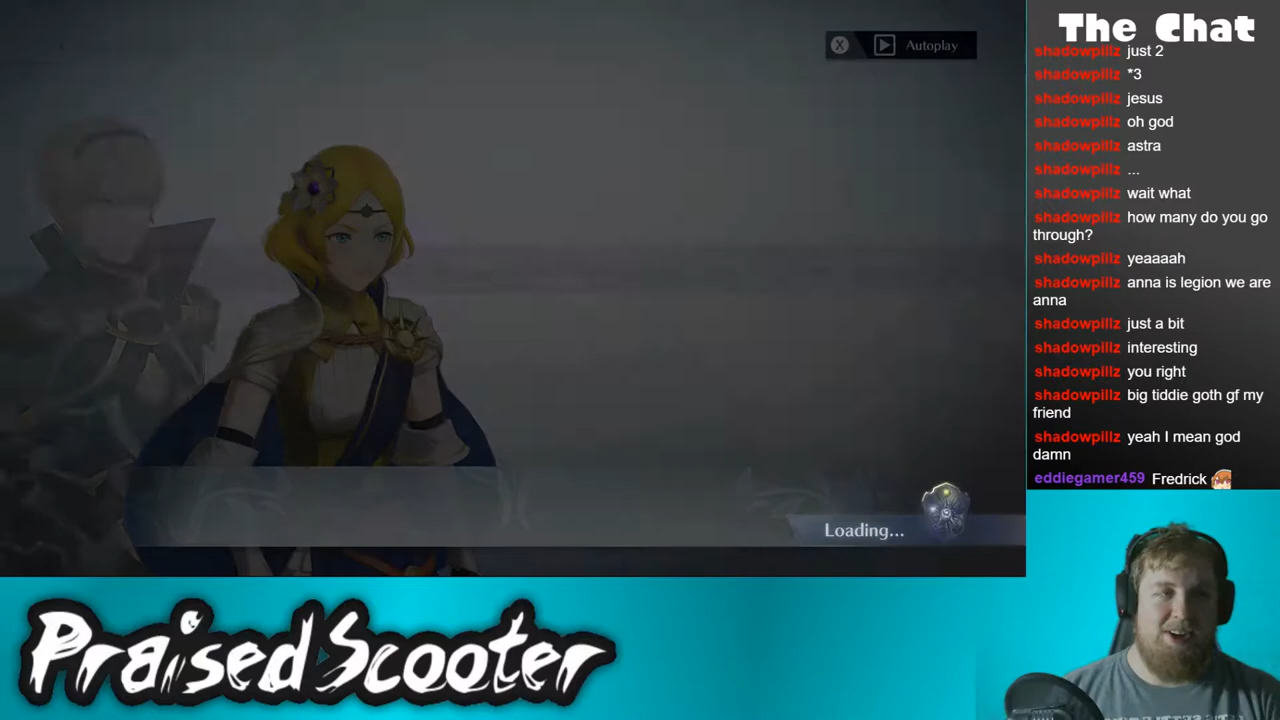 Autoplay
X
Loading...
The Chat
shadowpillz just 2
shadowpillz *3
shadowpillz jesus
shadowpillz oh god
shadowpillz astra
shadowpillz ...
shadowpillz wait what
shadowpillz how many do you go
through?
shadowpillz yeaaaah
shadowpillz anna is legion we are
anna
shadowpillz just a bit
shadowpillz interesting
shadowpillz you right
shadowpillz big tiddie goth gf my
friend
shadowpillz yeah I mean god
damn
eddiegamer459 Fredrick
PraisedScooter